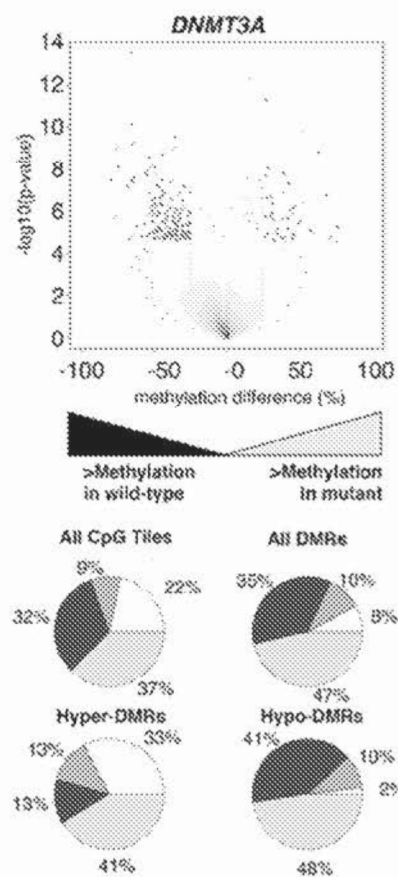 DNMT3A
14
12
10
8
6
4
2
0
-log10(p-value)
-100 -50 -0 50 100
methylation difference (%)
>Methylation in wild-type
>Methylation in mutant
All CpG Tiles
9%
22%
32%
37%
All DMRs
35%
10%
8%
47%
Hyper-DMRs
33%
13%
13%
41%
Hypo-DMRs
41%
10%
2%
48%